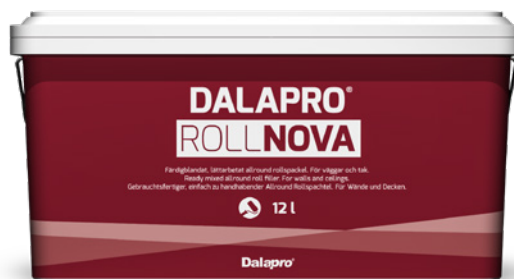 DALAPRO®
ROLLNOVA
Färdigblandat, lättarbetat allround rollspackel. För väggar och tak.
Ready mixed allround roll filler. For walls and ceilings.
Gebrauchtsfertiger, einfach zu handhabender Allround Rollspachtel. Für Wände und Decken.
12 l
Dalapro®